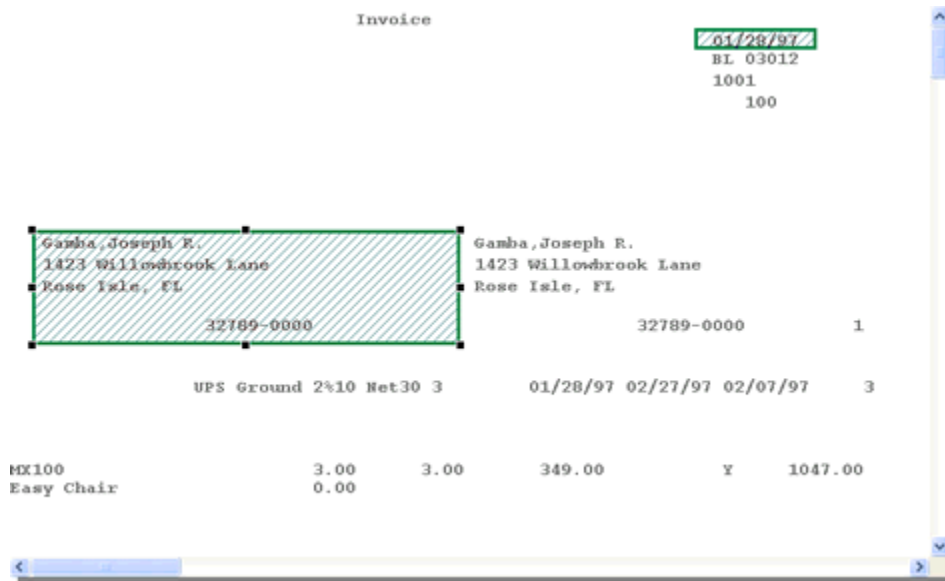 Invoice
01/28/97
BL 03012
1001
100
Gamba,Joseph R. Gamba,Joseph R.
1423 Willowbrook Lane 1423 Willowbrook Lane
Rose Isle, FL Rose Isle, FL
32789-0000 32789-0000 1
UPS Ground 2%10 Net30 3 01/28/97 02/27/97 02/07/97 3
MX100 3.00 3.00 349.00 Y 1047.00
Easy Chair 0.00